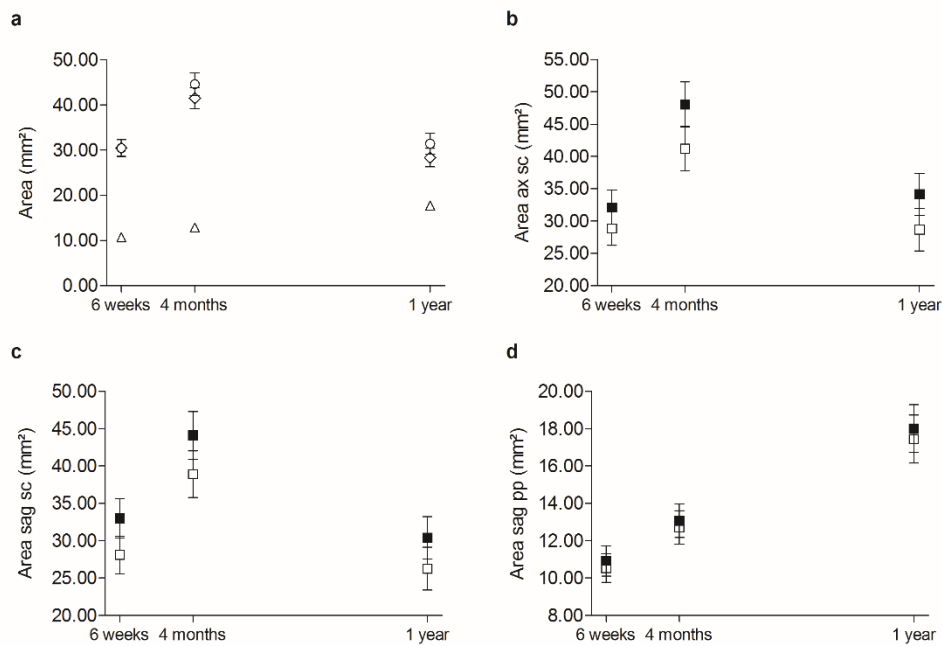 a
50.00
40.00
30.00
20.00
10.00
0.00
Area (mm²)
6 weeks 4 months 1 year
b
55.00
50.00
45.00
40.00
35.00
30.00
25.00
20.00
Area ax sc (mm²)
6 weeks 4 months 1 year
c
50.00
45.00
40.00
35.00
30.00
25.00
20.00
Area sag sc (mm²)
6 weeks 4 months 1 year
d
20.00
18.00
16.00
14.00
12.00
10.00
8.00
Area sag pp (mm²)
6 weeks 4 months 1 year